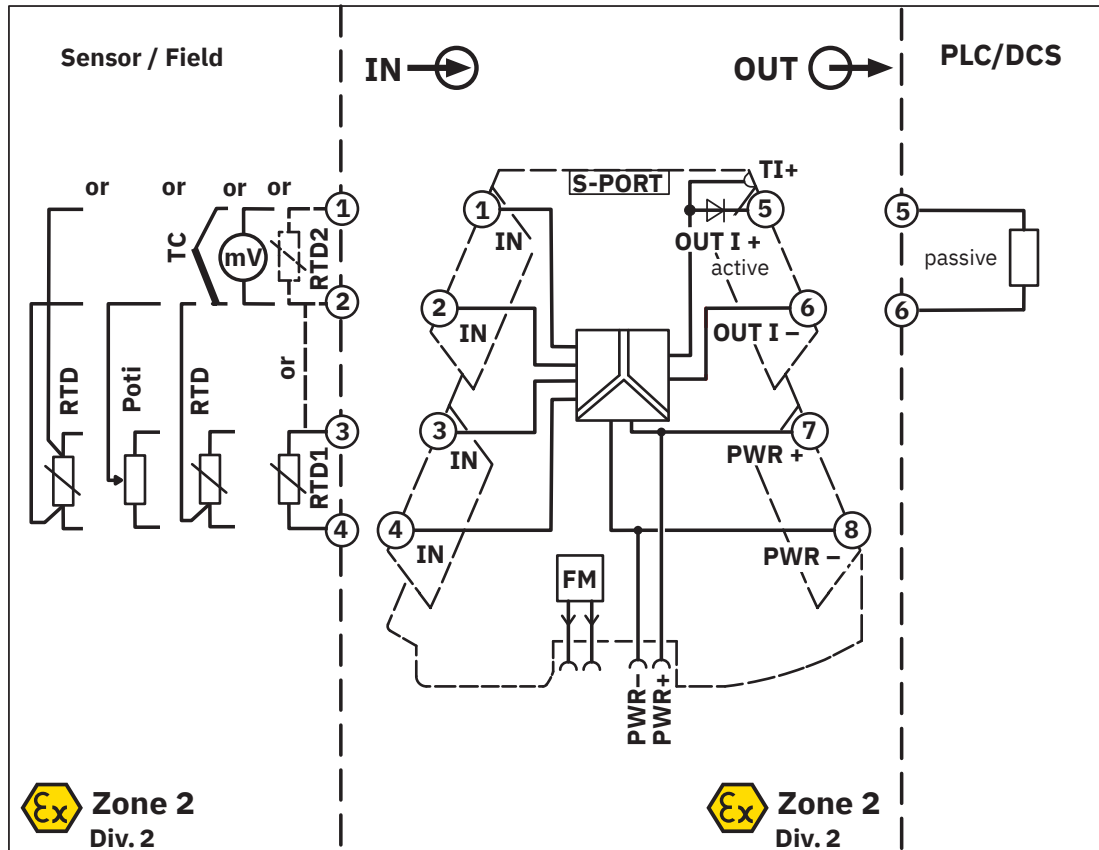 Sensor / Field
IN
OUT
PLC/DCS
or
or
or
or
TC
mV
RTD2
1
2
or
RTD
Poti
RTD
RTD1
3
4
S-PORT
TI+
1
IN
2
IN
3
IN
4
IN
5
OUT I +
active
6
OUT I –
7
PWR +
8
PWR –
FM
PWR–
PWR+
5
passive
6
Ex
Zone 2
Div. 2
Ex
Zone 2
Div. 2